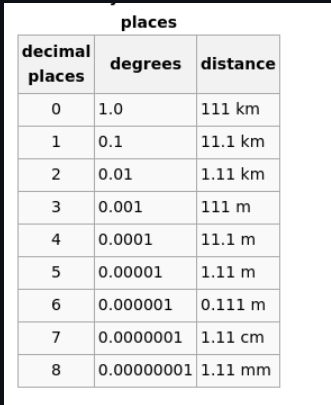 places
decimal places degrees distance
0 1.0 111 km
1 0.1 11.1 km
2 0.01 1.11 km
3 0.001 111 m
4 0.0001 11.1 m
5 0.00001 1.11 m
6 0.000001 0.111 m
7 0.0000001 1.11 cm
8 0.00000001 1.11 mm